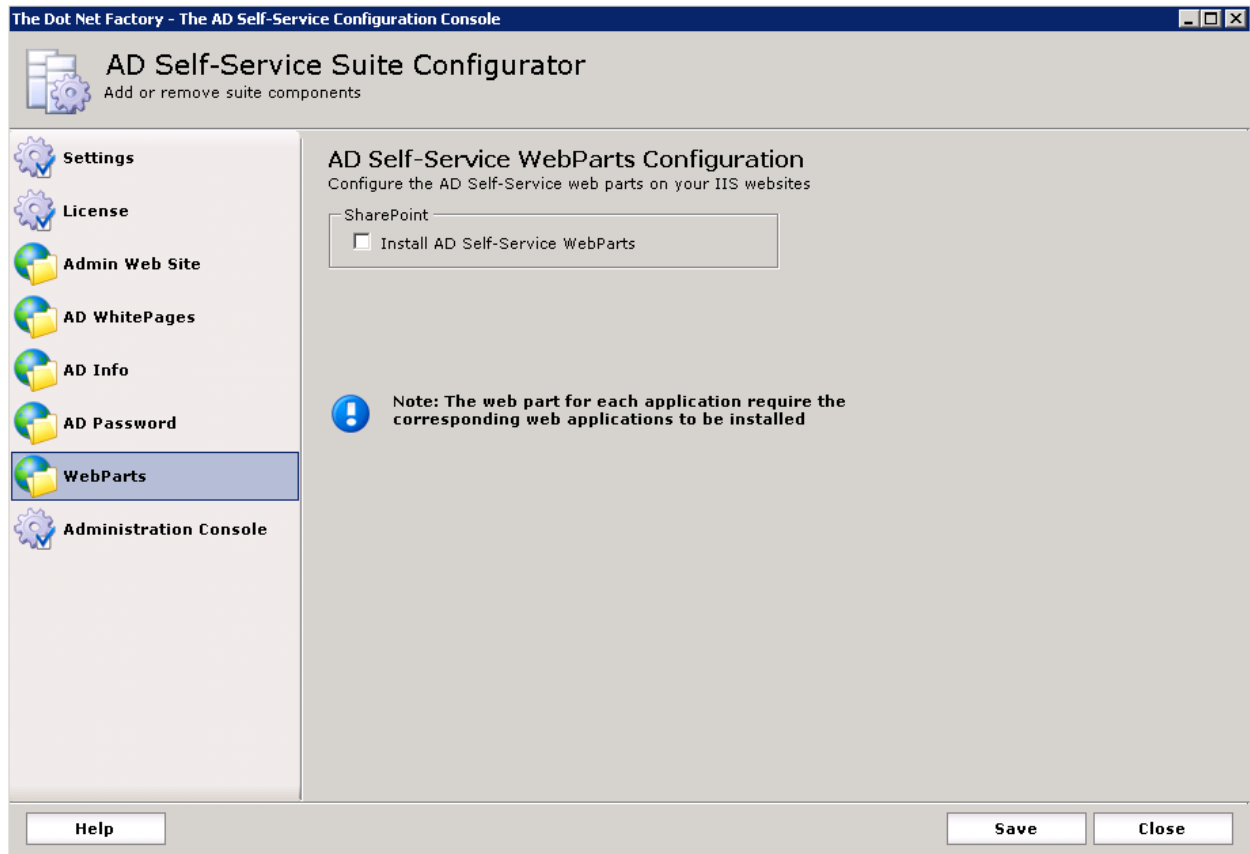 The Dot Net Factory - The AD Self-Service Configuration Console
AD Self-Service Suite Configurator
Add or remove suite components
Settings
License
Admin Web Site
AD WhitePages
AD Info
AD Password
WebParts
Administration Console
AD Self-Service WebParts Configuration
Configure the AD Self-Service web parts on your IIS websites
SharePoint
Install AD Self-Service WebParts
Note: The web part for each application require the
corresponding web applications to be installed
Help
Save
Close